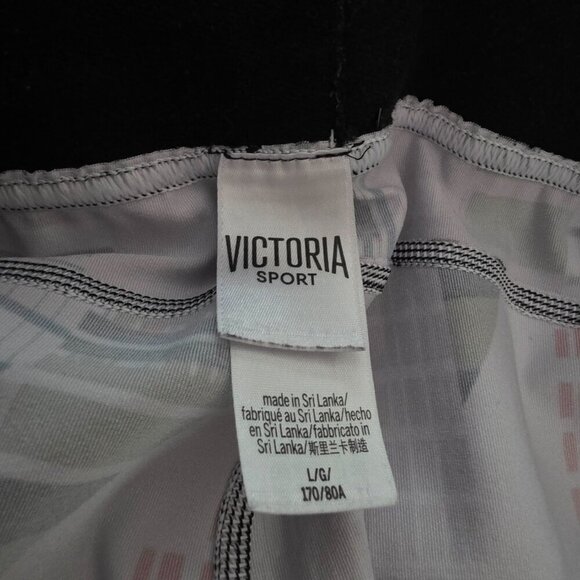 VICTORIA
SPORT
made in Sri Lanka/
fabriqué au Sri Lanka/hecho
en Sri Lanka/fabbricato in
Sri Lanka/斯里兰卡制造
L/G/
170/80A